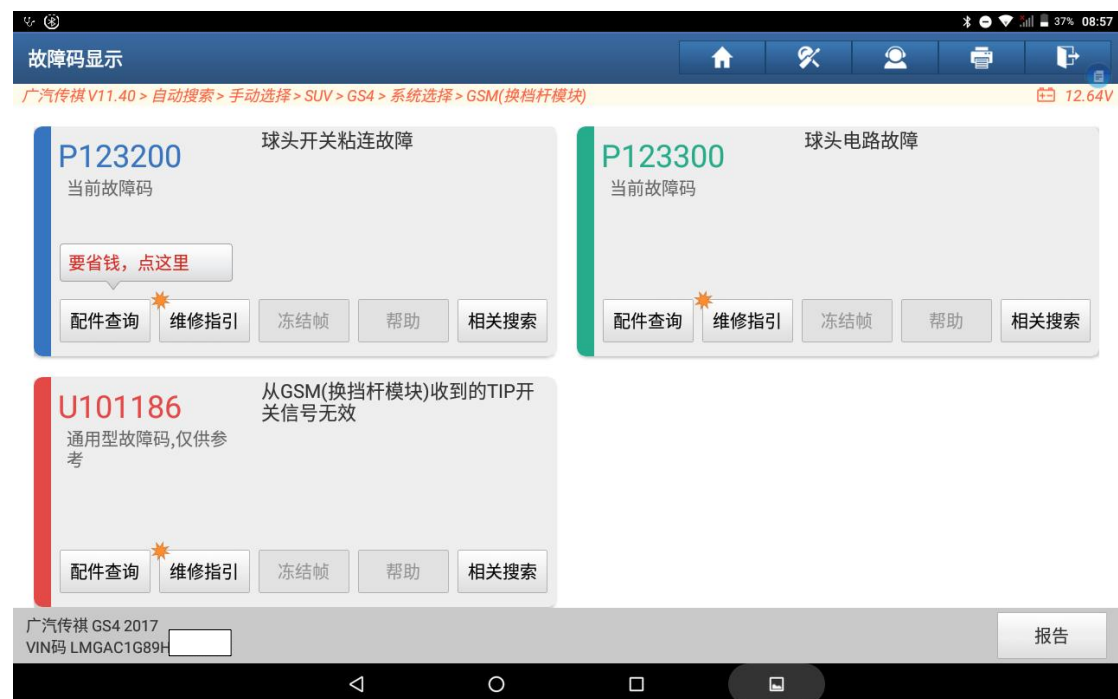 37% 08:57
故障码显示
广汽传祺 V11.40 > 自动搜索 > 手动选择 > SUV > GS4 > 系统选择 > GSM(换档杆模块)
12.64V
P123200
球头开关粘连故障
当前故障码
要省钱，点这里
配件查询 维修指引 冻结帧 帮助 相关搜索
P123300
球头电路故障
当前故障码
配件查询 维修指引 冻结帧 帮助 相关搜索
U101186
从GSM(换挡杆模块)收到的TIP开
关信号无效
通用型故障码,仅供参
考
配件查询 维修指引 冻结帧 帮助 相关搜索
广汽传祺 GS4 2017
VIN码 LMGAC1G89H
报告